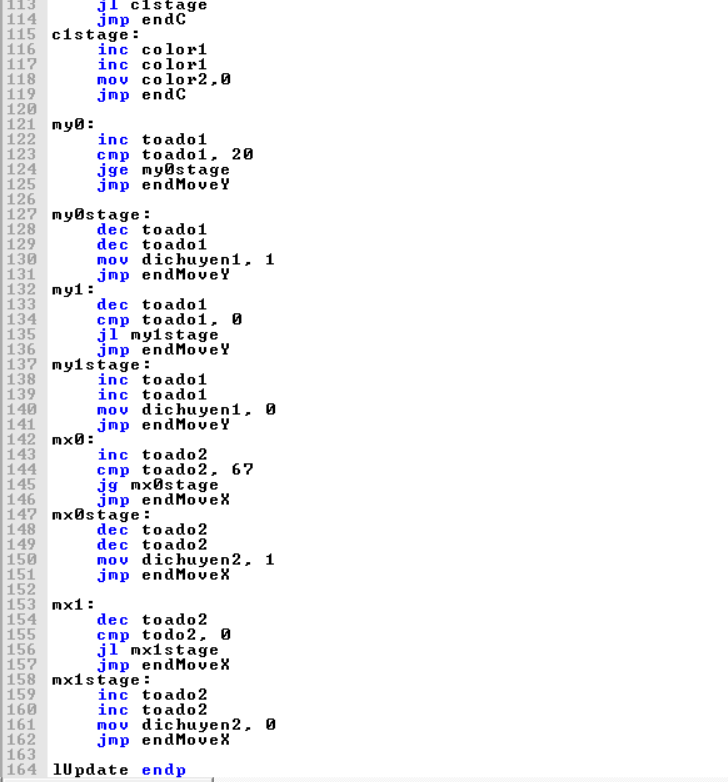 113 jl c1stage
114 jmp endC
115 c1stage:
116 inc color1
117 inc color1
118 mov color2,0
119 jmp endC
120
121 my0:
122 inc toado1
123 cmp toado1, 20
124 jge my0stage
125 jmp endMoveY
126
127 my0stage:
128 dec toado1
129 dec toado1
130 mov dichuyen1, 1
131 jmp endMoveY
132 my1:
133 dec toado1
134 cmp toado1, 0
135 jl my1stage
136 jmp endMoveY
137 my1stage:
138 inc toado1
139 inc toado1
140 mov dichuyen1, 0
141 jmp endMoveY
142 mx0:
143 inc toado2
144 cmp toado2, 67
145 jg mx0stage
146 jmp endMoveX
147 mx0stage:
148 dec toado2
149 dec toado2
150 mov dichuyen2, 1
151 jmp endMoveX
152
153 mx1:
154 dec toado2
155 cmp todo2, 0
156 jl mx1stage
157 jmp endMoveX
158 mx1stage:
159 inc toado2
160 inc toado2
161 mov dichuyen2, 0
162 jmp endMoveX
163
164 lUpdate endp